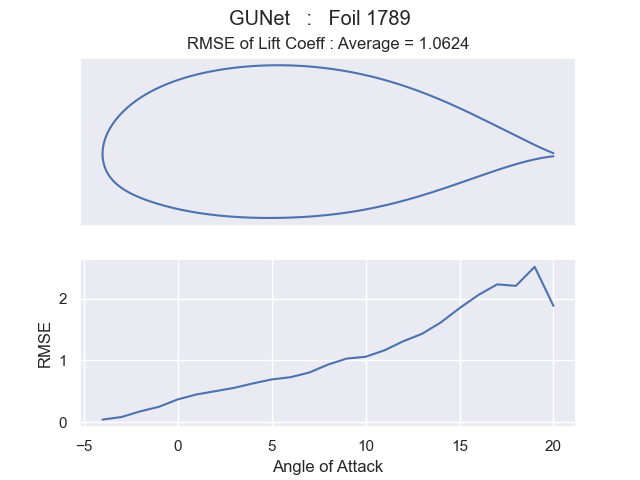 GUNet : Foil 1789
RMSE of Lift Coeff : Average = 1.0624
RMSE
2
1
0
−5 0 5 10 15 20
Angle of Attack